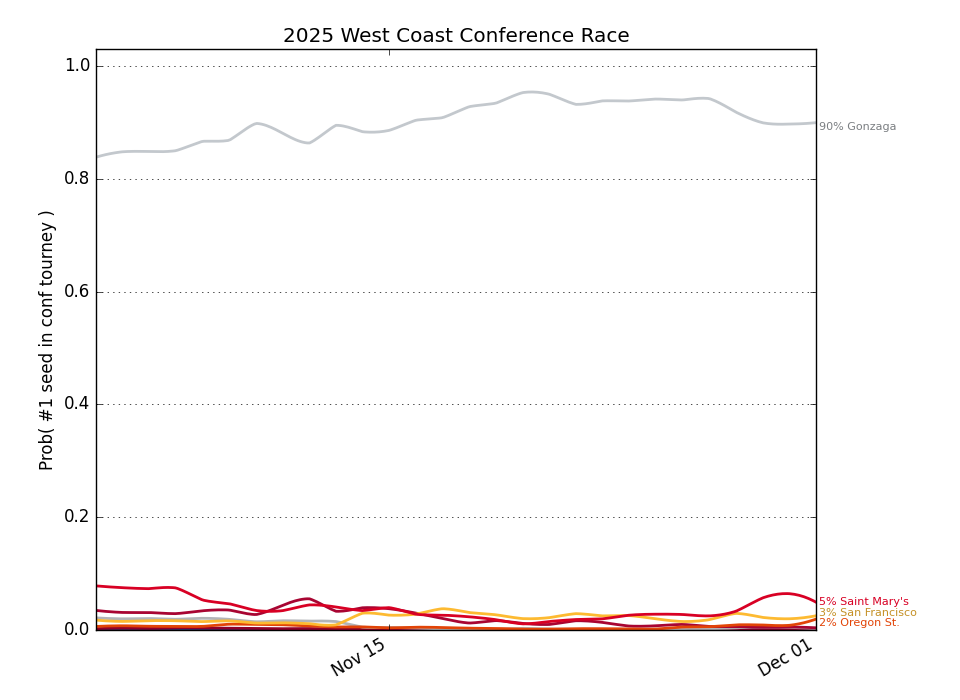 2025 West Coast Conference Race
Prob( #1 seed in conf tourney )
1.0
0.8
0.6
0.4
0.2
0.0
90% Gonzaga
5% Saint Mary's
3% San Francisco
2% Oregon St.
Nov 15
Dec 01